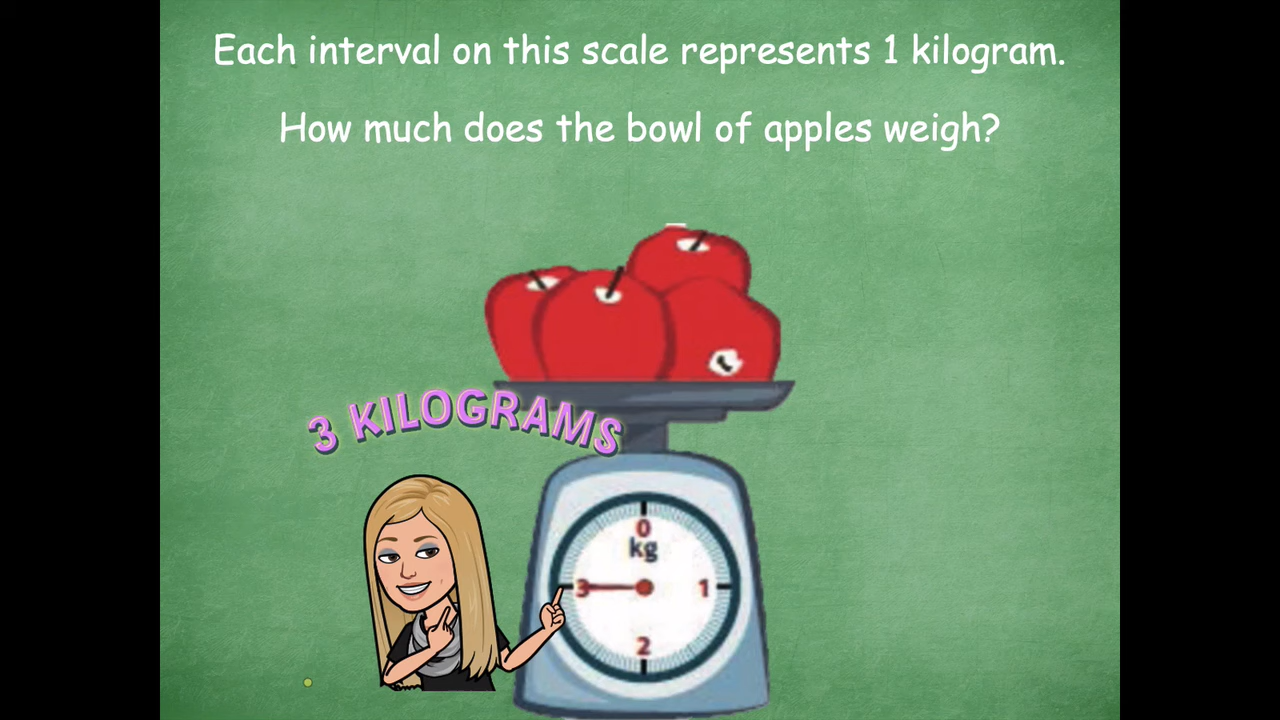 Each interval on this scale represents 1 kilogram.
How much does the bowl of apples weigh?
3 KILOGRAMS
0
kg
3
1
2